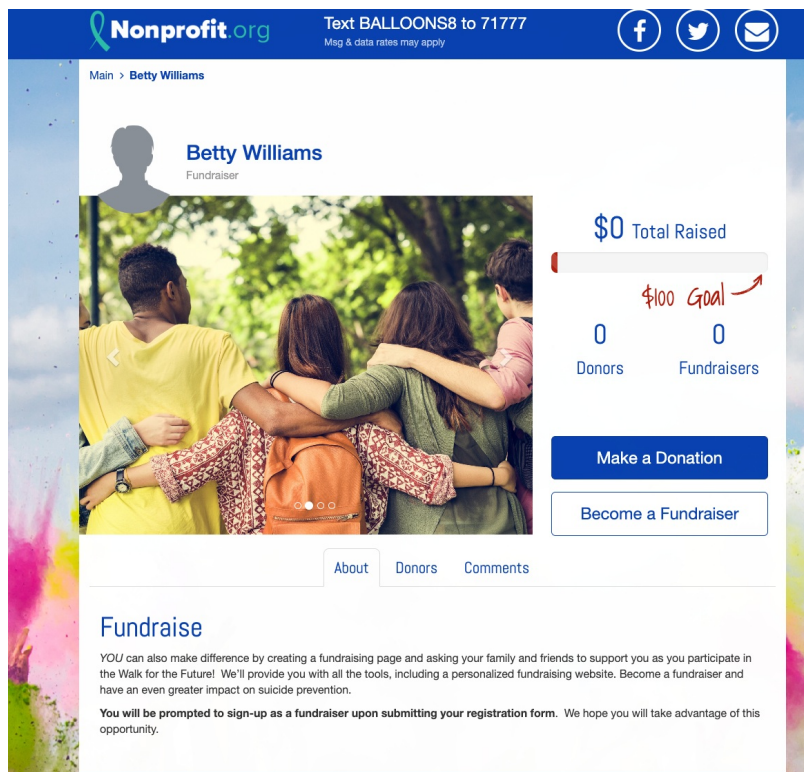 Nonprofit.org
Text BALLOONS8 to 71777
Msg & data rates may apply
Main > Betty Williams
Betty Williams
Fundraiser
$0 Total Raised
$100 Goal
0 0
Donors Fundraisers
Make a Donation
Become a Fundraiser
About Donors Comments
Fundraise
YOU can also make difference by creating a fundraising page and asking your family and friends to support you as you participate in
the Walk for the Future! We'll provide you with all the tools, including a personalized fundraising website. Become a fundraiser and
have an even greater impact on suicide prevention.
You will be prompted to sign-up as a fundraiser upon submitting your registration form. We hope you will take advantage of this
opportunity.